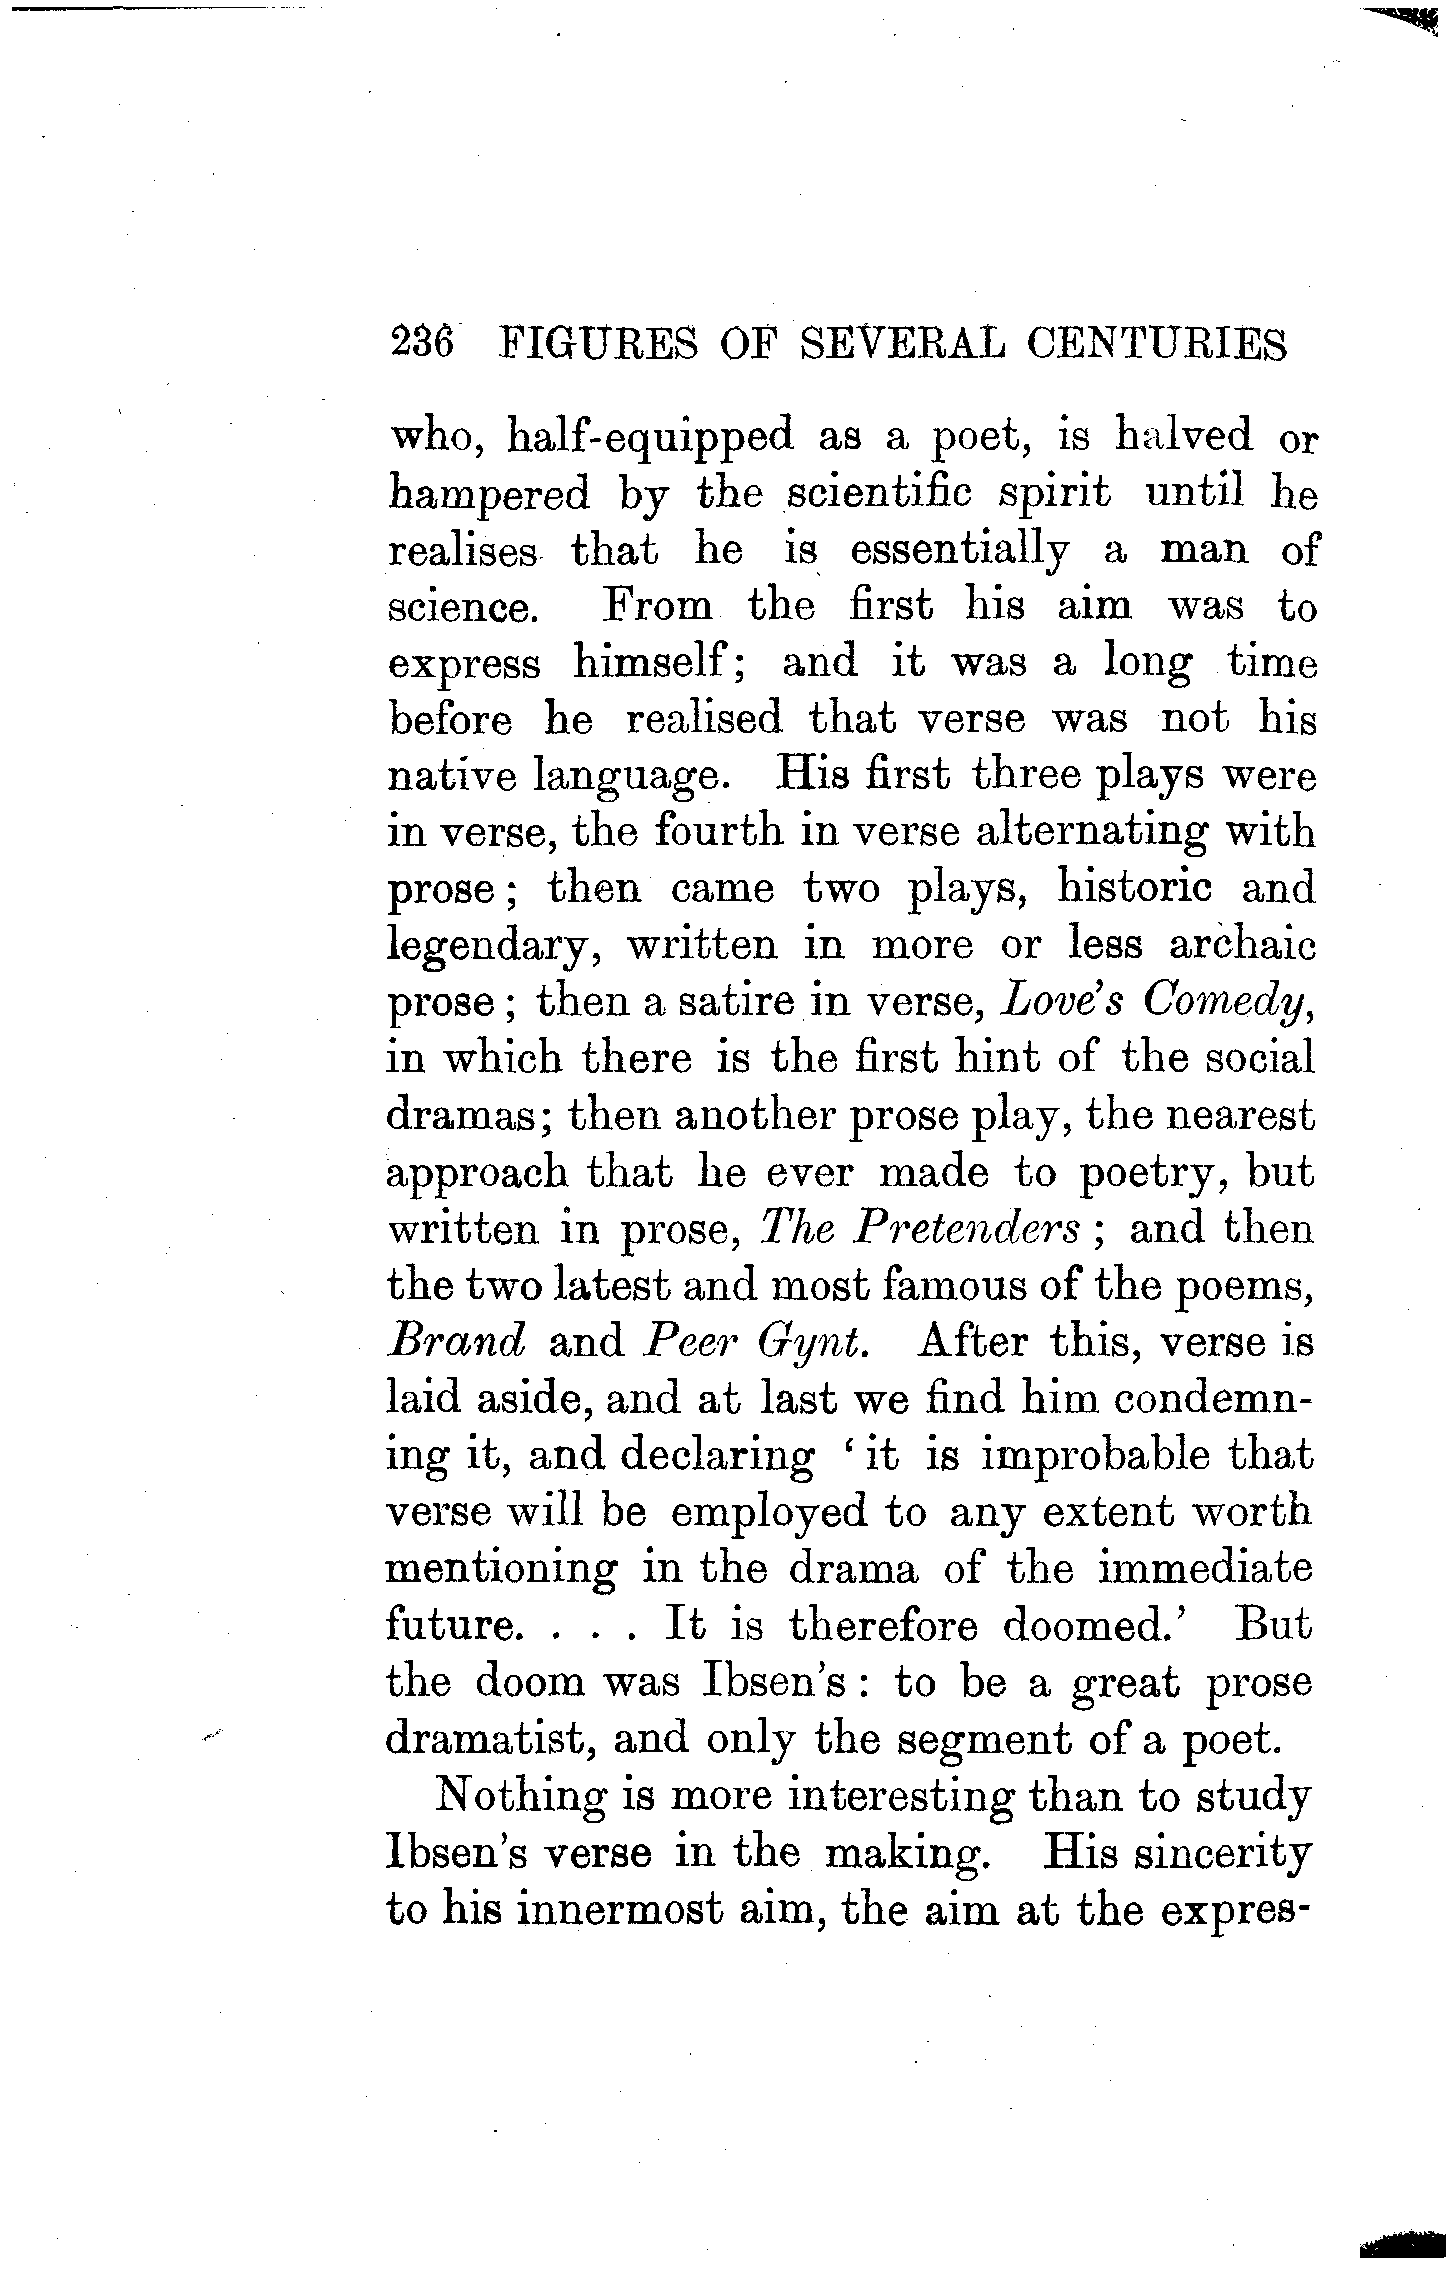 236 FIGURES OF SEVERAL CENTURIES
who, half-equipped as a poet, is halved or
hampered by the scientific spirit until he
realises that he is essentially a man of
science. From the first his aim was to
express himself; and it was a long time
before he realised that verse was not his
native language. His first three plays were
in verse, the fourth in verse alternating with
prose; then came two plays, historic and
legendary, written in more or less archaic
prose; then a satire in verse, Love's Comedy,
in which there is the first hint of the social
dramas; then another prose play, the nearest
approach that he ever made to poetry, but
written in prose, The Pretenders; and then
the two latest and most famous of the poems,
Brand and Peer Gynt. After this, verse is
laid aside, and at last we find him condemn-
ing it, and declaring ‘it is improbable that
verse will be employed to any extent worth
mentioning in the drama of the immediate
future. . . . It is therefore doomed.’ But
the doom was Ibsen's: to be a great prose
dramatist, and only the segment of a poet.
Nothing is more interesting than to study
Ibsen's verse in the making. His sincerity
to his innermost aim, the aim at the expres-